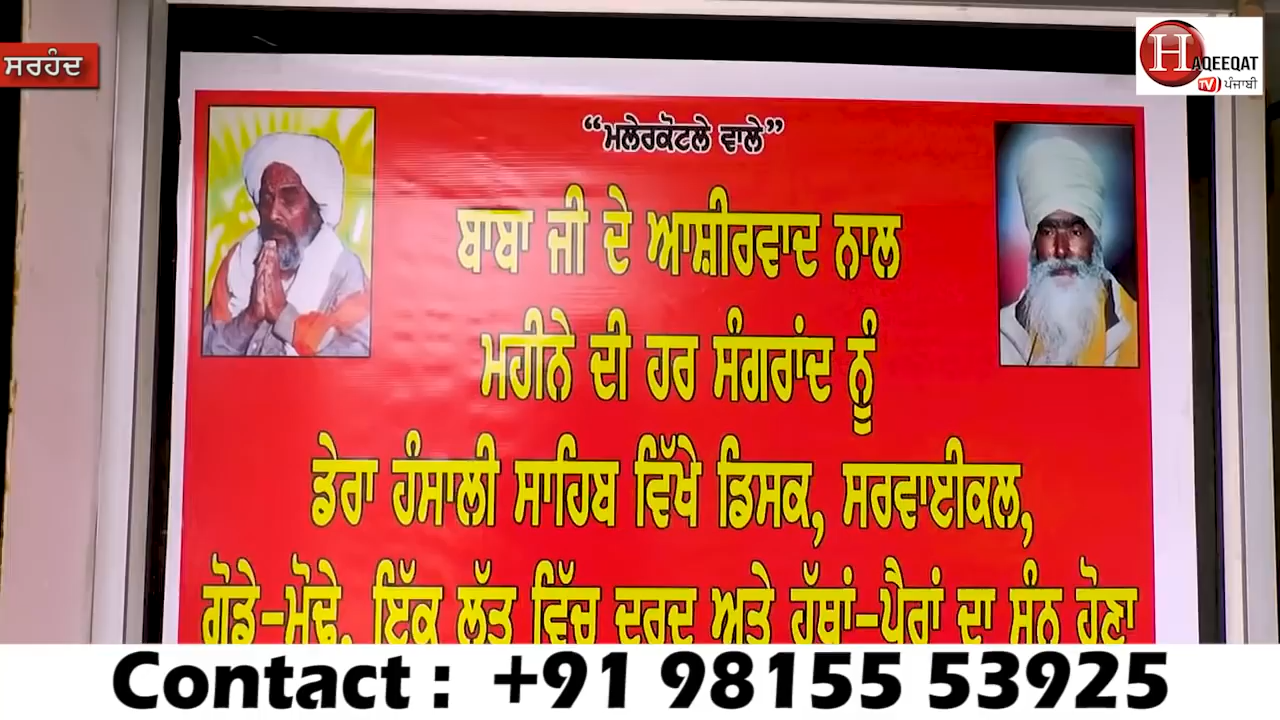 ਸਰਹੰਦ
HAQEEQAT
TV ਪੰਜਾਬੀ
“ਮਲੇਰਕੋਟਲੇ ਵਾਲੇ”
ਬਾਬਾ ਜੀ ਦੇ ਆਸ਼ੀਰਵਾਦ ਨਾਲ
ਮਹੀਨੇ ਦੀ ਹਰ ਸੰਗਰਾਂਦ ਨੂੰ
ਡੇਰਾ ਹੰਸਾਲੀ ਸਾਹਿਬ ਵਿੱਖੇ ਡਿਸਕ, ਸਰਵਾਈਕਲ,
ਗੋਡੇ-ਮੋਢੇ, ਇੱਕ ਲੱਤ ਵਿੱਚ ਦਰਦ ਅਤੇ ਹੱਥਾਂ-ਪੈਰਾਂ ਦਾ ਸੁੰਨ ਹੋਣਾ
Contact : +91 98155 53925